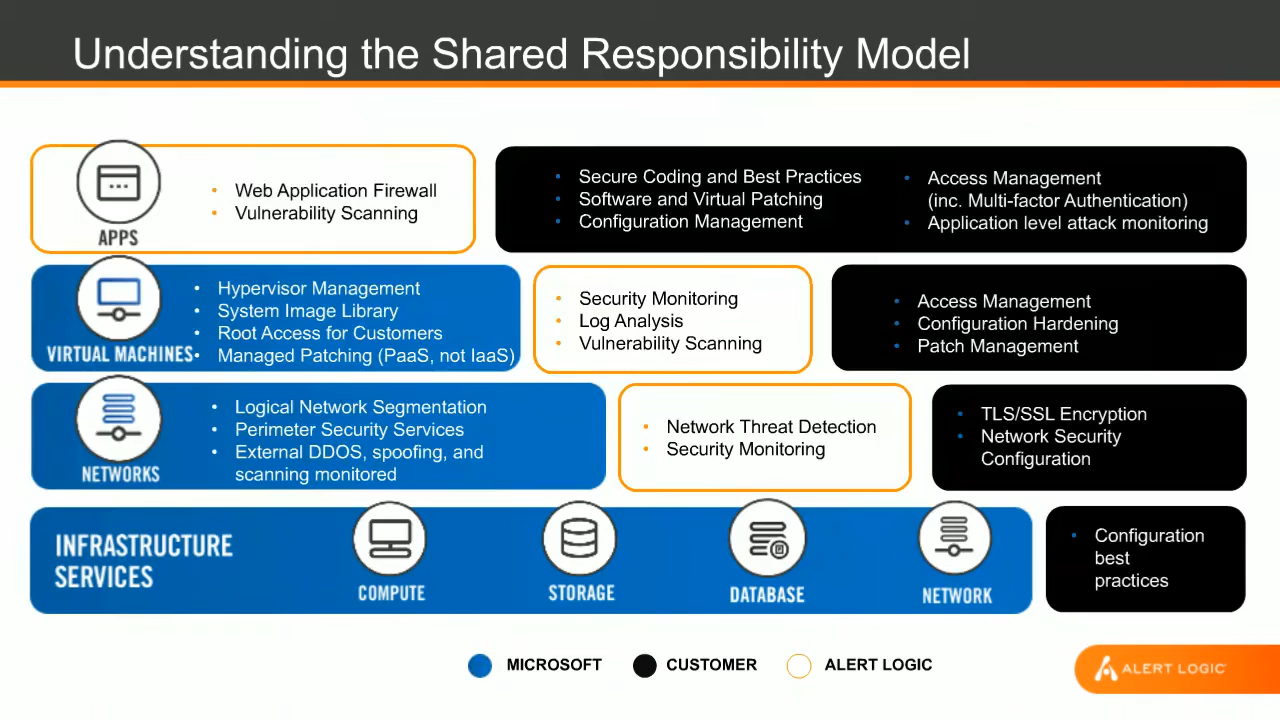 Understanding the Shared Responsibility Model
APPS
• Web Application Firewall
• Vulnerability Scanning
• Secure Coding and Best Practices
• Software and Virtual Patching
• Configuration Management
• Access Management
(inc. Multi-factor Authentication)
• Application level attack monitoring
VIRTUAL MACHINES
• Hypervisor Management
• System Image Library
• Root Access for Customers
• Managed Patching (PaaS, not IaaS)
• Security Monitoring
• Log Analysis
• Vulnerability Scanning
• Access Management
• Configuration Hardening
• Patch Management
NETWORKS
• Logical Network Segmentation
• Perimeter Security Services
• External DDOS, spoofing, and
scanning monitored
• Network Threat Detection
• Security Monitoring
• TLS/SSL Encryption
• Network Security
Configuration
INFRASTRUCTURE
SERVICES
COMPUTE
STORAGE
DATABASE
NETWORK
• Configuration
best
practices
MICROSOFT
CUSTOMER
ALERT LOGIC
ALERT LOGIC